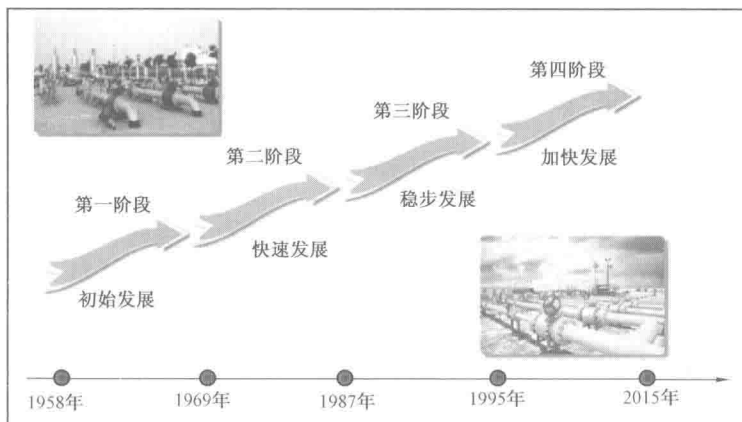 第四阶段
第三阶段
加快发展
第二阶段
稳步发展
第一阶段
快速发展
初始发展
1958年
1969年
1987年
1995年
2015年